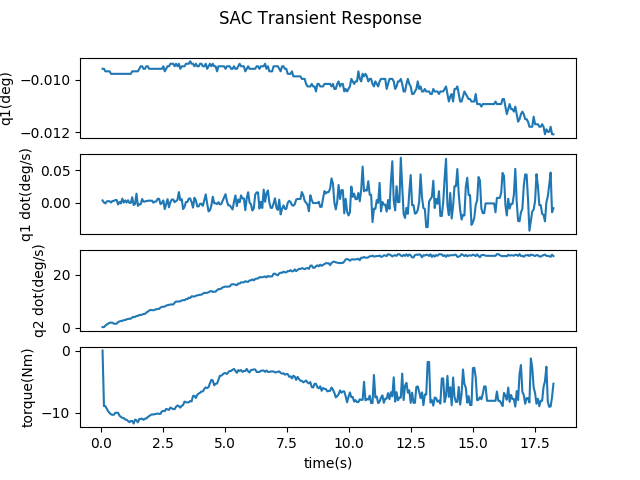 SAC Transient Response
q1(deg)
−0.010
−0.012
q1 dot(deg/s)
0.05
0.00
q2 dot(deg/s)
20
0
torque(Nm)
0
−10
0.0 2.5 5.0 7.5 10.0 12.5 15.0 17.5
time(s)